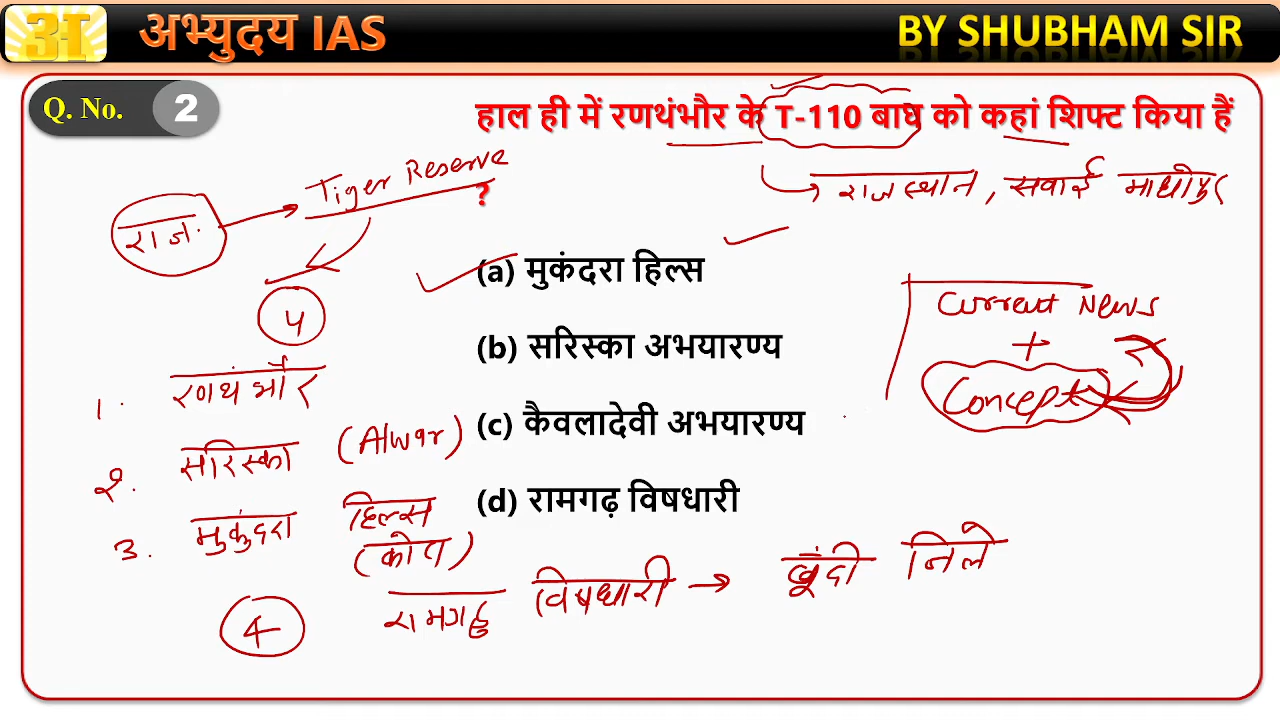 अ
अभ्युदय IAS
BY SHUBHAM SIR
Q. No. 2
हाल ही में रणथंभौर के T-110 बाघ को कहां शिफ्ट किया हैं
?
राजस्थान, सवाई माधोपुर
राज.
Tiger Reserve
4
(a) मुकंदरा हिल्स
(b) सरिस्का अभयारण्य
(c) कैवलादेवी अभयारण्य
(d) रामगढ़ विषधारी
Current News
+
Concept
1. रणथंभौर
2. सरिस्का (Alwar)
3. मुकुंदरा हिल्स
(कोटा)
4 रामगढ़ विषधारी → बूंदी जिले